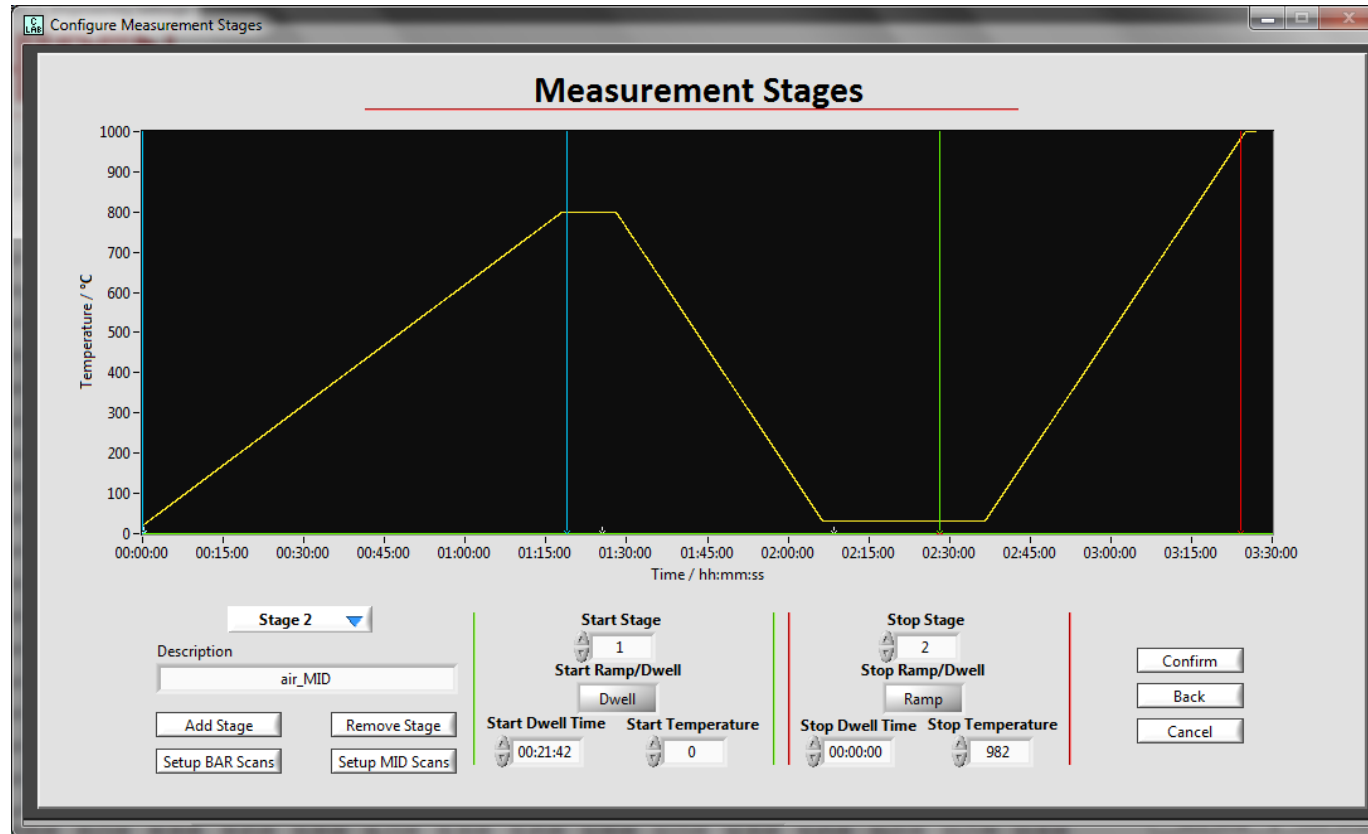 C LAB
Configure Measurement Stages
Measurement Stages
Temperature / °C
1000
900
800
700
600
500
400
300
200
100
0
00:00:00 00:15:00 00:30:00 00:45:00 01:00:00 01:15:00 01:30:00 01:45:00 02:00:00 02:15:00 02:30:00 02:45:00 03:00:00 03:15:00 03:30:00
Time / hh:mm:ss
Stage 2
Description
air_MID
Add Stage Remove Stage
Setup BAR Scans Setup MID Scans
Start Stage
1
Start Ramp/Dwell
Dwell
Start Dwell Time Start Temperature
00:21:42 0
Stop Stage
2
Stop Ramp/Dwell
Ramp
Stop Dwell Time Stop Temperature
00:00:00 982
Confirm
Back
Cancel